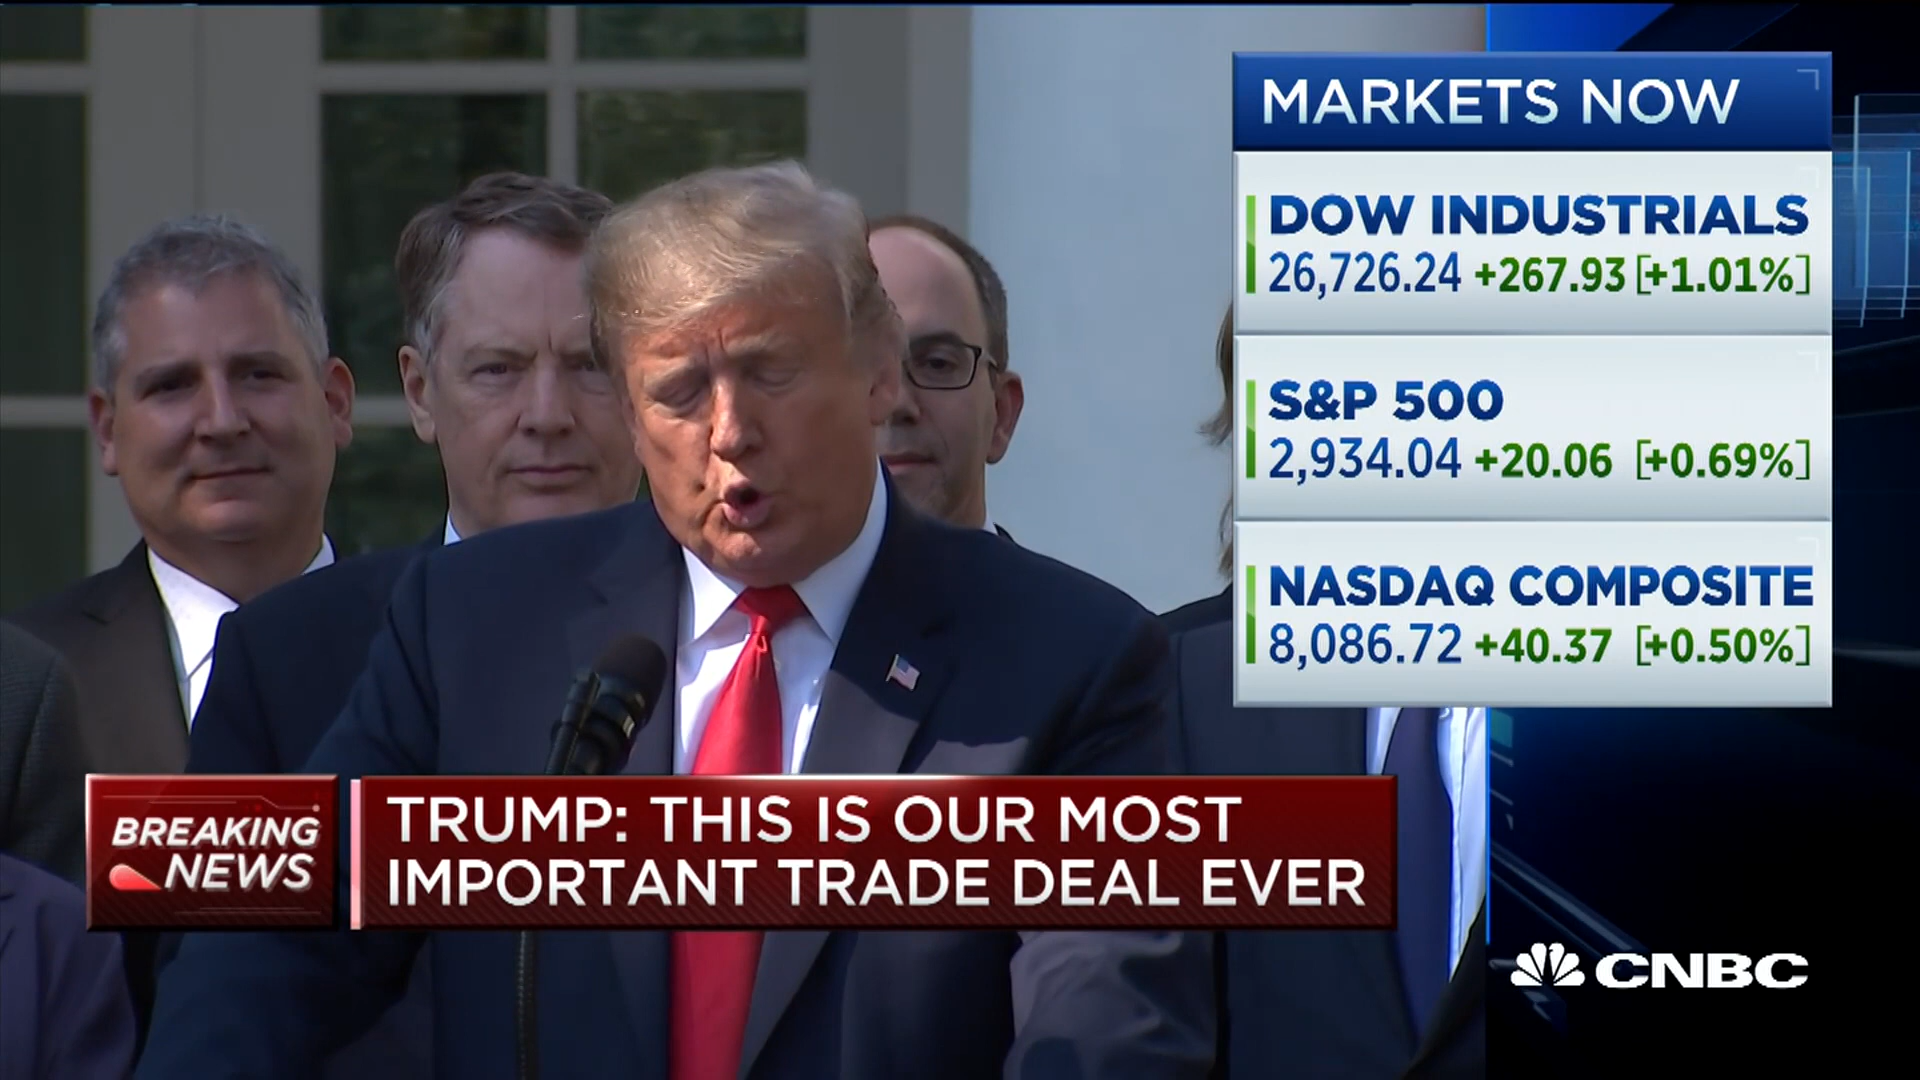 MARKETS NOW
DOW INDUSTRIALS
26,726.24 +267.93 [+1.01%]
S&P 500
2,934.04 +20.06 [+0.69%]
NASDAQ COMPOSITE
8,086.72 +40.37 [+0.50%]
BREAKING
NEWS
TRUMP: THIS IS OUR MOST
IMPORTANT TRADE DEAL EVER
CNBC